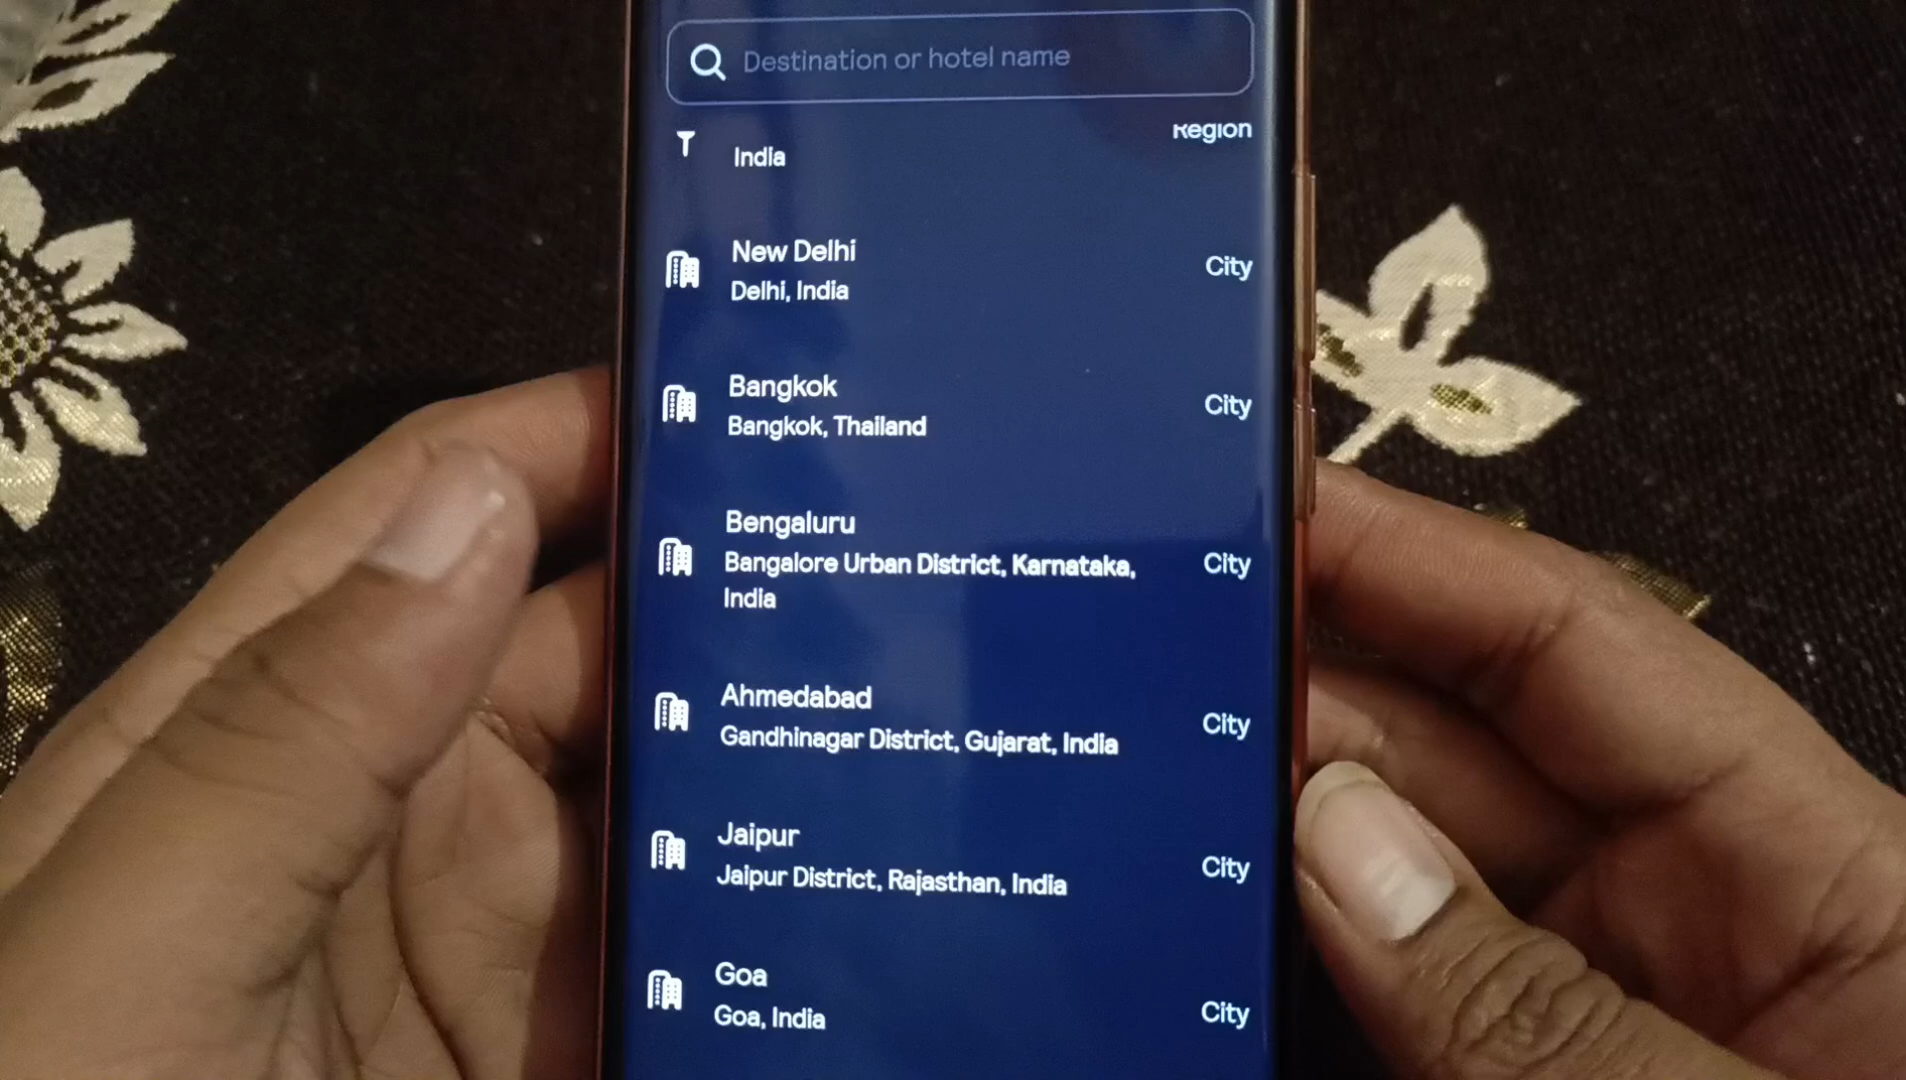 Destination or hotel name
Region
India
New Delhi
City
Delhi, India
Bangkok
City
Bangkok, Thailand
Bengaluru
Bangalore Urban District, Karnataka,
City
India
Ahmedabad
City
Gandhinagar District, Gujarat, India
Jaipur
City
Jaipur District, Rajasthan, India
Goa
City
Goa, India